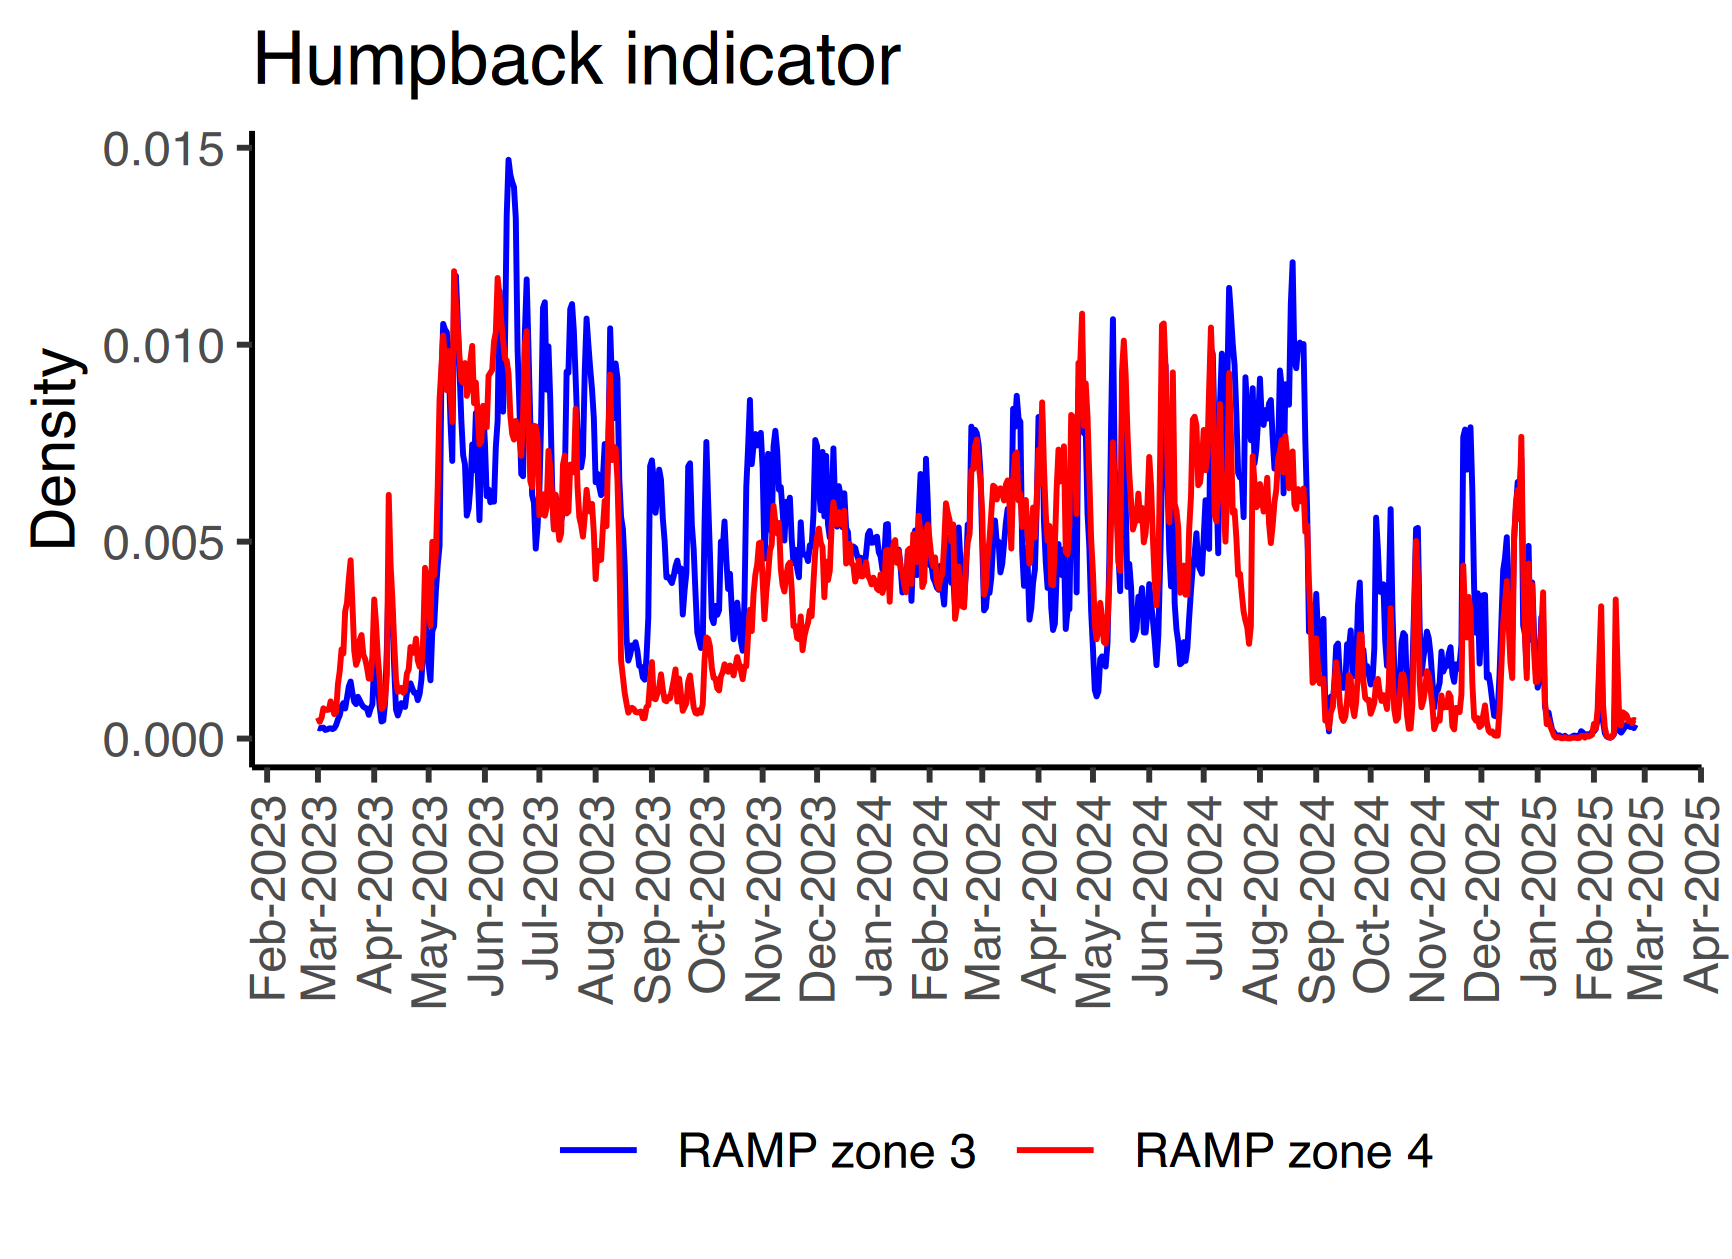 Humpback indicator
Density
0.015
0.010
0.005
0.000
Feb-2023
Mar-2023
Apr-2023
May-2023
Jun-2023
Jul-2023
Aug-2023
Sep-2023
Oct-2023
Nov-2023
Dec-2023
Jan-2024
Feb-2024
Mar-2024
Apr-2024
May-2024
Jun-2024
Jul-2024
Aug-2024
Sep-2024
Oct-2024
Nov-2024
Dec-2024
Jan-2025
Feb-2025
Mar-2025
Apr-2025
RAMP zone 3
RAMP zone 4